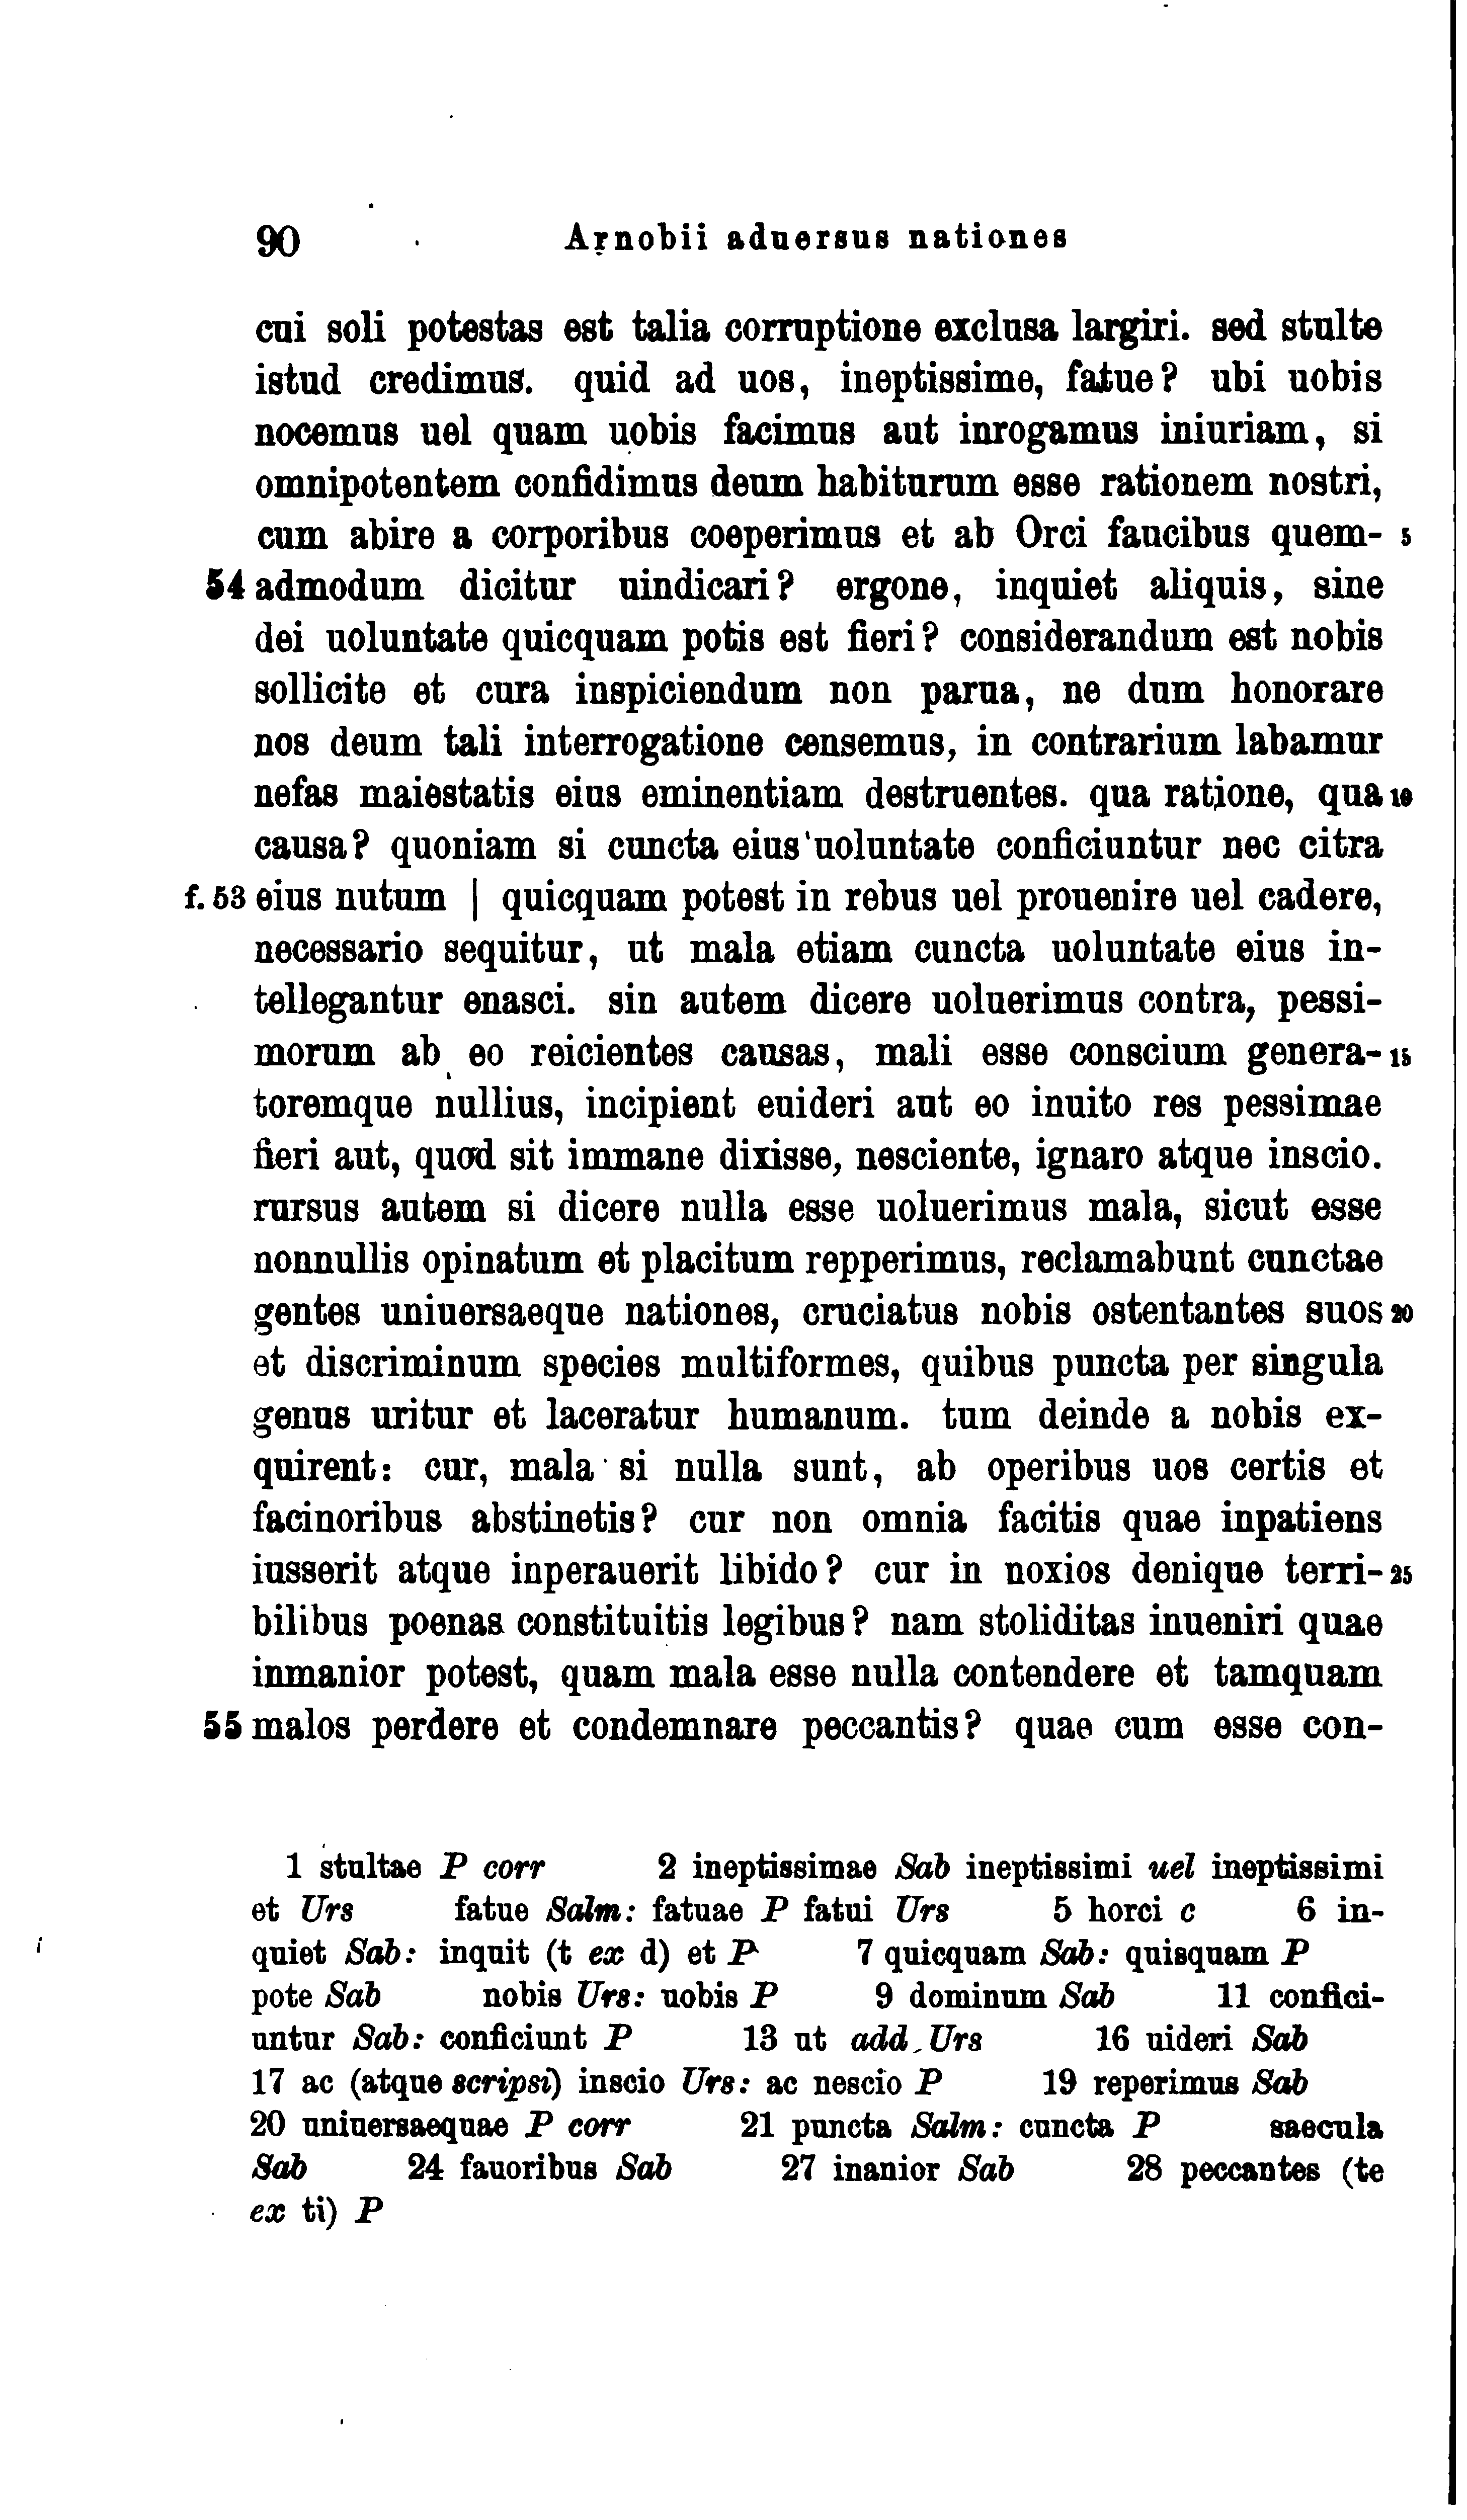 90 Arnobii aduersus nationes
cui soli potestas est talia corruptione exclusa largiri. sed stulte
istud credimus. quid ad uos, ineptissime, fatue? ubi uobis
nocemus uel quam uobis facimus aut inrogamus iniuriam, si
omnipotentem confidimus deum habiturum esse rationem nostri,
cum abire a corporibus coeperimus et ab Orci faucibus quem- 5
54 admodum dicitur uindicari? ergone, inquiet aliquis, sine
dei uoluntate quicquam potis est fieri? considerandum est nobis
sollicite et cura inspiciendum non parua, ne dum honorare
nos deum tali interrogatione censemus, in contrarium labamur
nefas maiestatis eius eminentiam destruentes. qua ratione, qua 10
causa? quoniam si cuncta eius uoluntate conficiuntur nec citra
f. 53 eius nutum | quicquam potest in rebus uel prouenire uel cadere,
necessario sequitur, ut mala etiam cuncta uoluntate eius in-
tellegantur enasci. sin autem dicere uoluerimus contra, pessi-
morum ab eo reicientes causas, mali esse conscium genera- 15
toremque nullius, incipient euideri aut eo inuito res pessimae
fieri aut, quod sit immane dixisse, nesciente, ignaro atque inscio.
rursus autem si dicere nulla esse uoluerimus mala, sicut esse
nonnullis opinatum et placitum repperimus, reclamabunt cunctae
gentes uniuersaeque nationes, cruciatus nobis ostentantes suos 20
et discriminum species multiformes, quibus puncta per singula
genus uritur et laceratur humanum. tum deinde a nobis ex-
quirent: cur, mala si nulla sunt, ab operibus uos certis et
facinoribus abstinetis? cur non omnia facitis quae inpatiens
iusserit atque inperauerit libido? cur in noxios denique terri- 25
bilibus poenas constituitis legibus? nam stoliditas inueniri quae
inmanior potest, quam mala esse nulla contendere et tamquam
55 malos perdere et condemnare peccantis? quae cum esse con-
1 stultae P corr 2 ineptissimae Sab ineptissimi uel ineptissimi
et Urs fatue Salm: fatuae P fatui Urs 5 horci c 6 in-
quiet Sab: inquit (t ex d) et P 7 quicquam Sab: quisquam P
pote Sab nobis Urs: uobis P 9 dominum Sab 11 confici-
untur Sab: conficiunt P 13 ut add. Urs 16 uideri Sab
17 ac (atque scripsi) inscio Urs: ac nescio P 19 reperimus Sab
20 uniuersaequae P corr 21 puncta Salm: cuncta P saecula
Sab 24 fauoribus Sab 27 inanior Sab 28 peccantes (te
ex ti) P